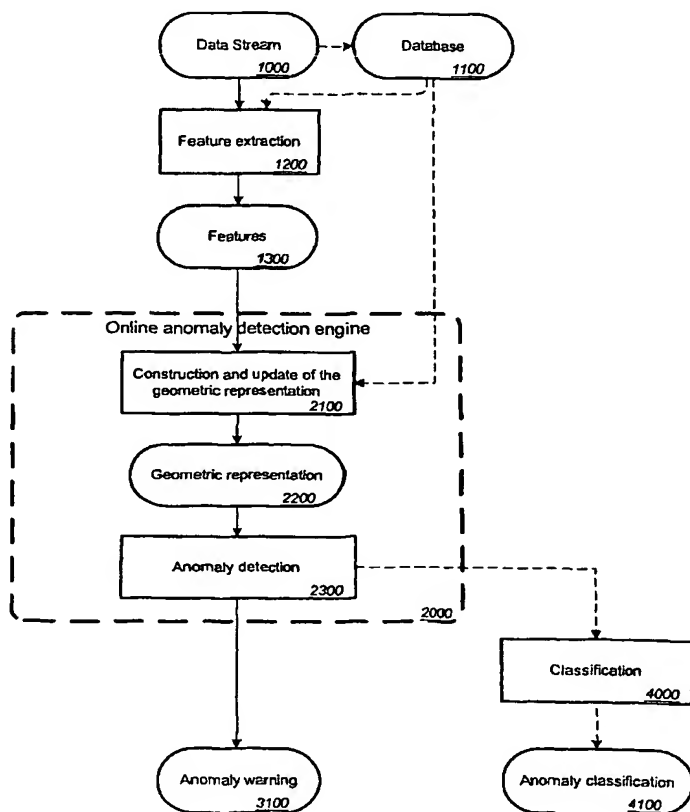 Data Stream
1000
Database
1100
Feature extraction
1200
Features
1300
Online anomaly detection engine
Construction and update of the
geometric representation
2100
Geometric representation
2200
Anomaly detection
2300
2000
Classification
4000
Anomaly warning
3100
Anomaly classification
4100